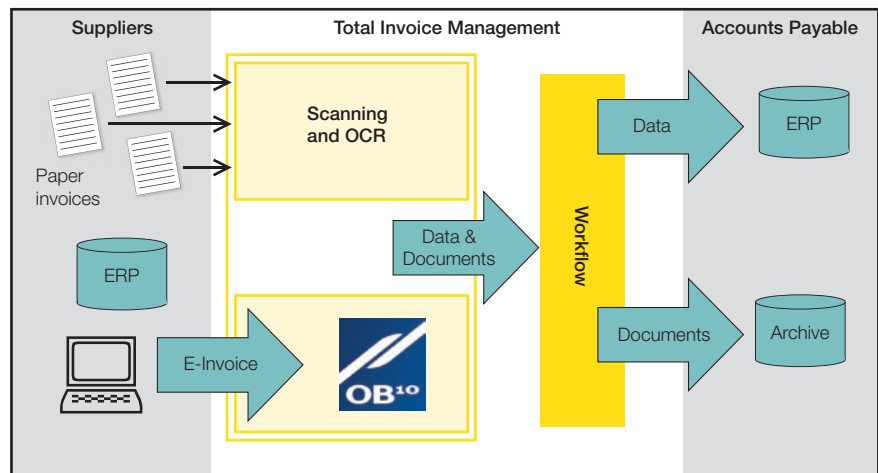 Suppliers
Total Invoice Management
Accounts Payable
Scanning
and OCR
Paper
invoices
Data
ERP
Workflow
Data &
Documents
ERP
E-Invoice
OB¹⁰
Documents
Archive